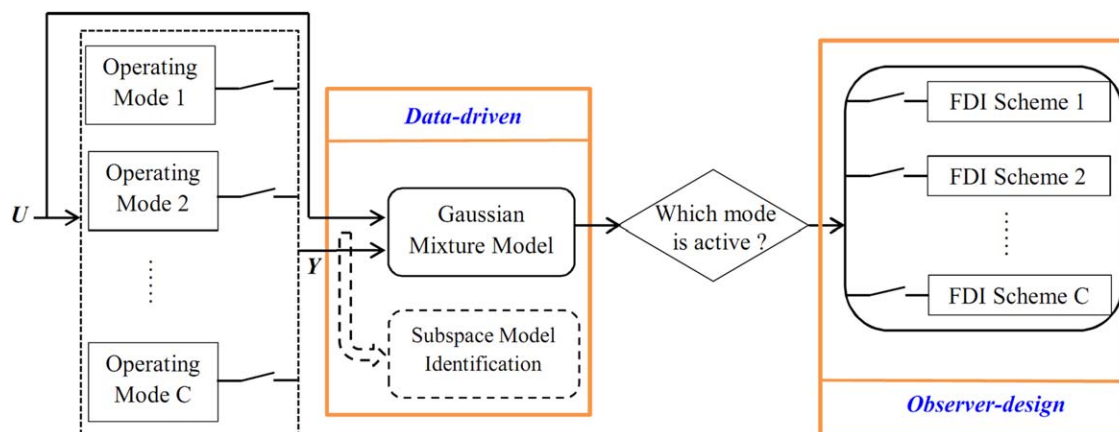 Operating
Mode 1
Operating
Mode 2
Operating
Mode C
U
Y
Data-driven
Gaussian
Mixture Model
Subspace Model
Identification
Which mode
is active ?
FDI Scheme 1
FDI Scheme 2
FDI Scheme C
Observer-design